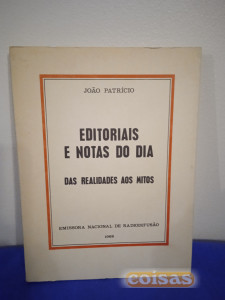 JOÃO PATRÍCIO
EDITORIAIS
E NOTAS DO DIA
DAS REALIDADES AOS MITOS
EMISSORA NACIONAL DE RADIODIFUSÃO
coisas